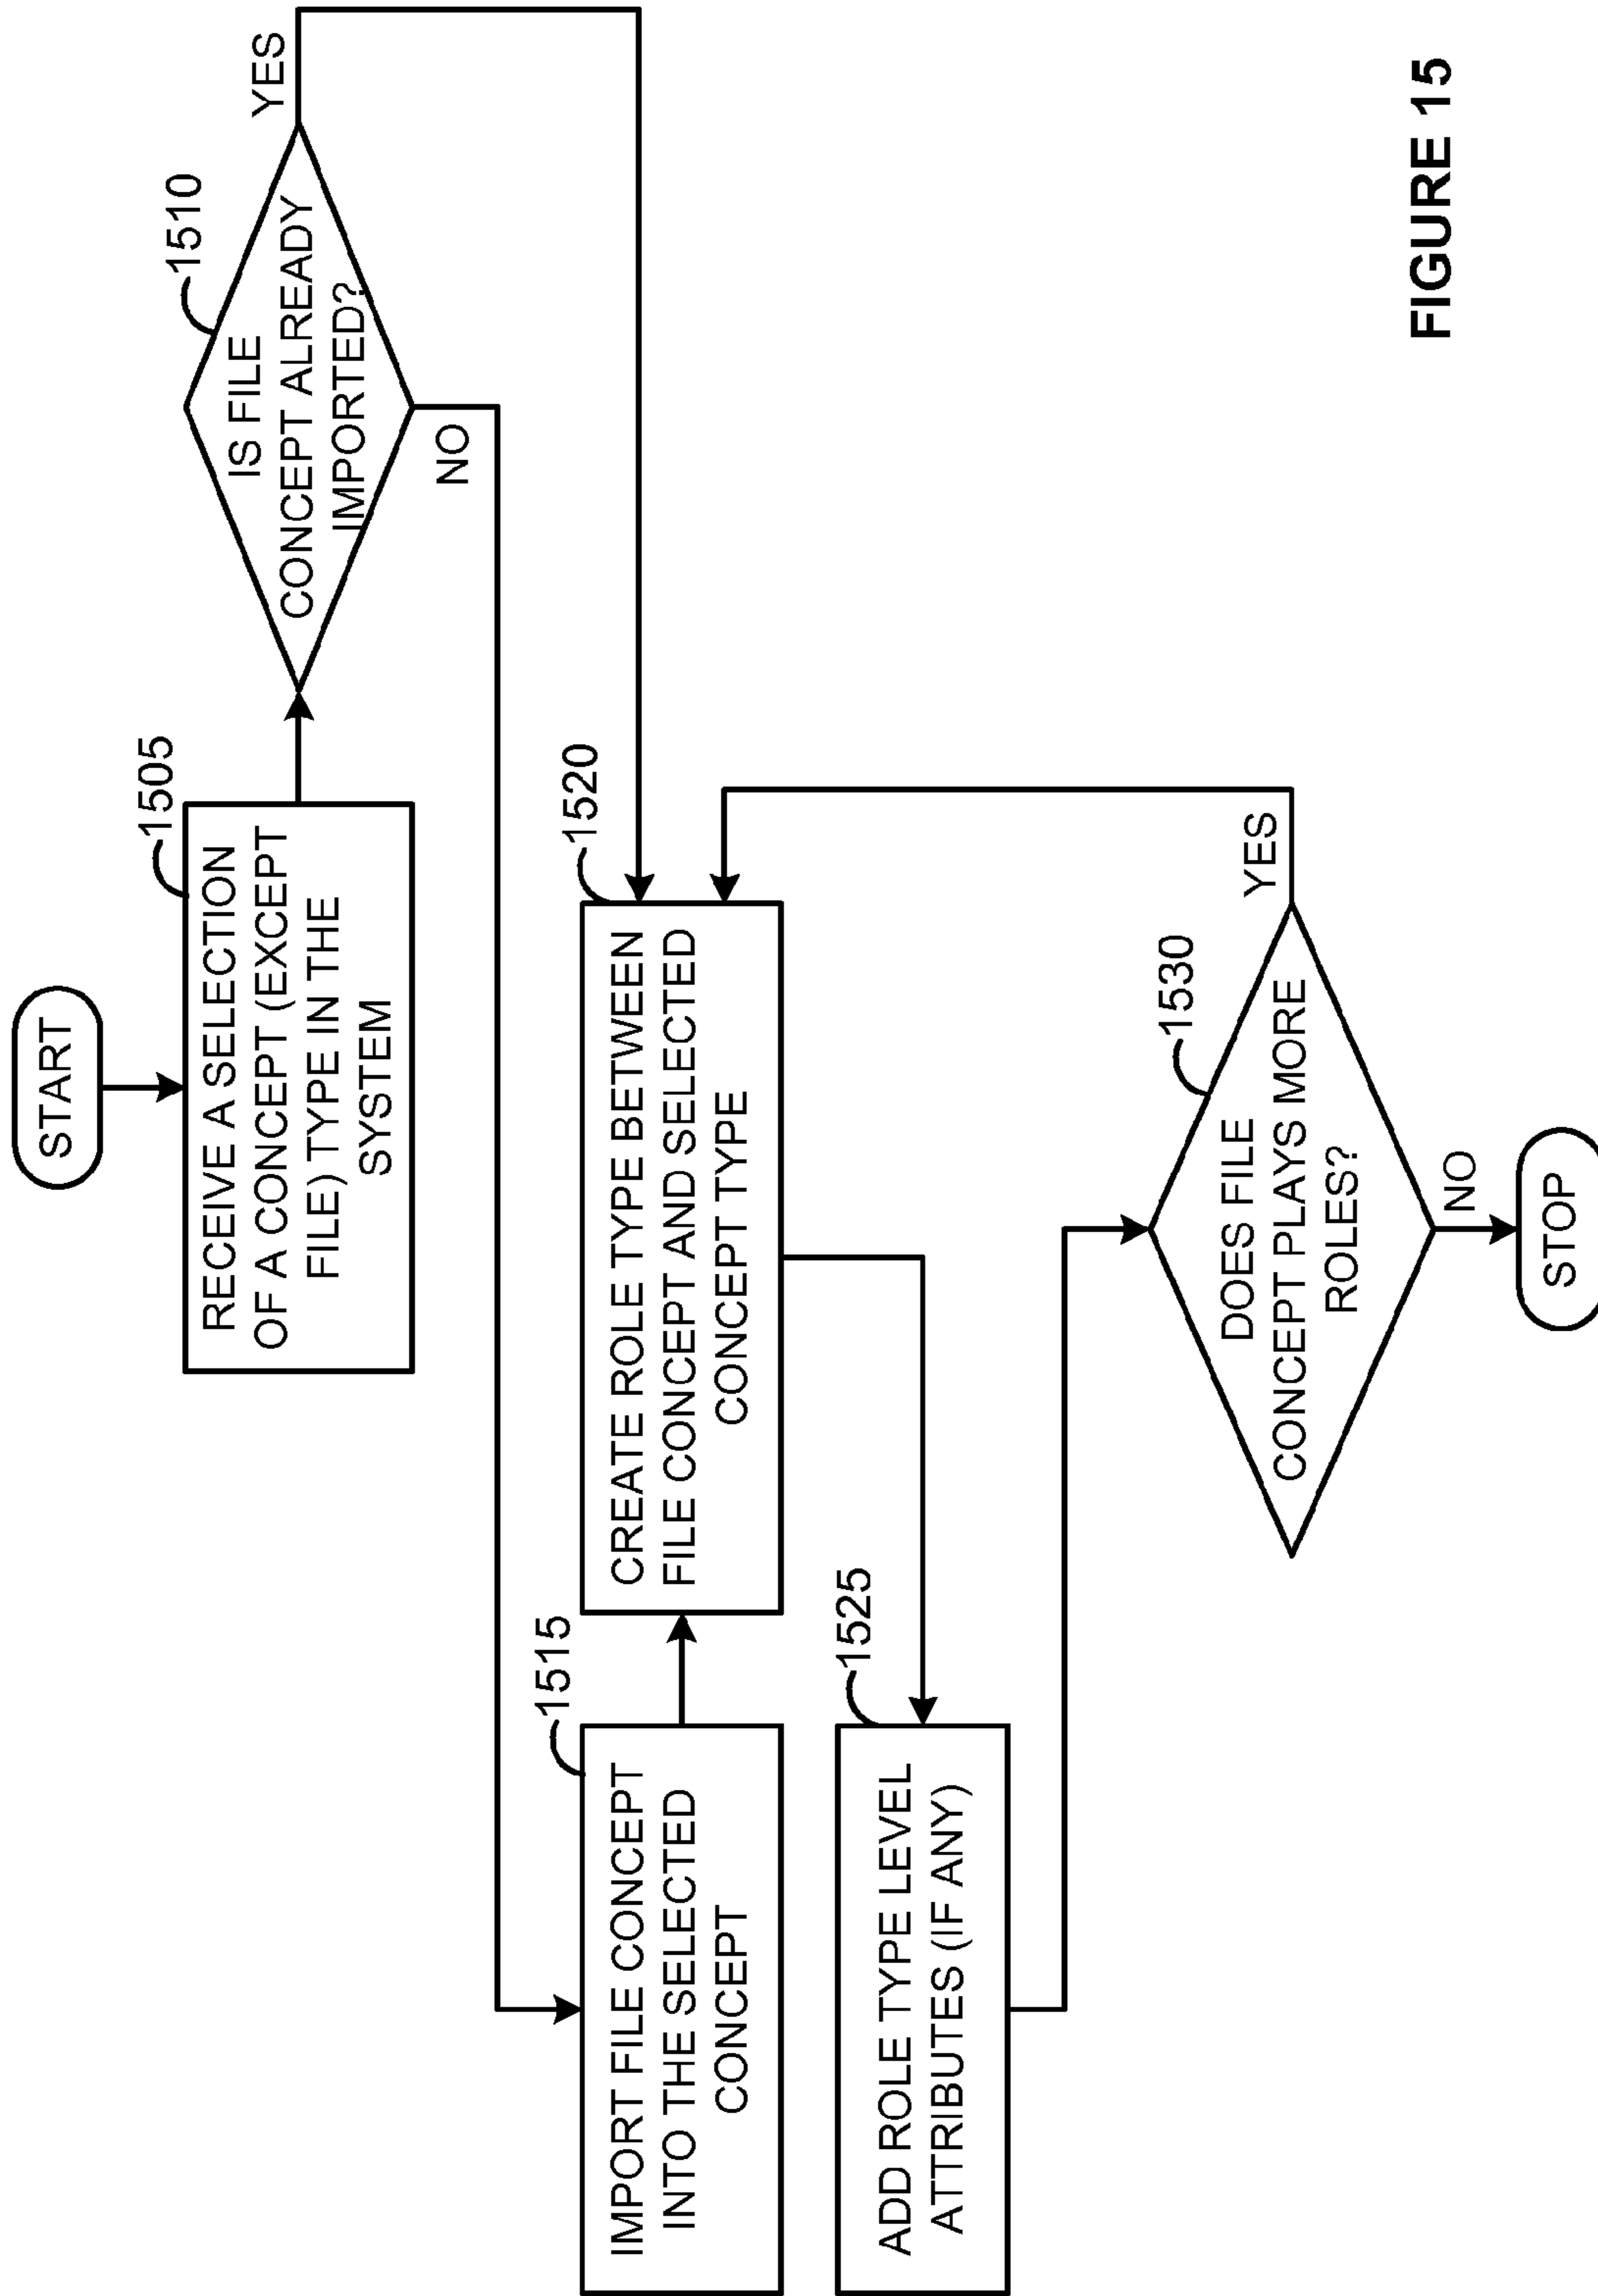 START
1505
RECEIVE A SELECTION
OF A CONCEPT (EXCEPT
FILE) TYPE IN THE
SYSTEM
1510
IS FILE
CONCEPT ALREADY
IMPORTED?
YES
NO
1515
IMPORT FILE CONCEPT
INTO THE SELECTED
CONCEPT
1520
CREATE ROLE TYPE BETWEEN
FILE CONCEPT AND SELECTED
CONCEPT TYPE
1525
ADD ROLE TYPE LEVEL
ATTRIBUTES (IF ANY)
1530
DOES FILE
CONCEPT PLAYS MORE
ROLES?
YES
NO
STOP
FIGURE 15